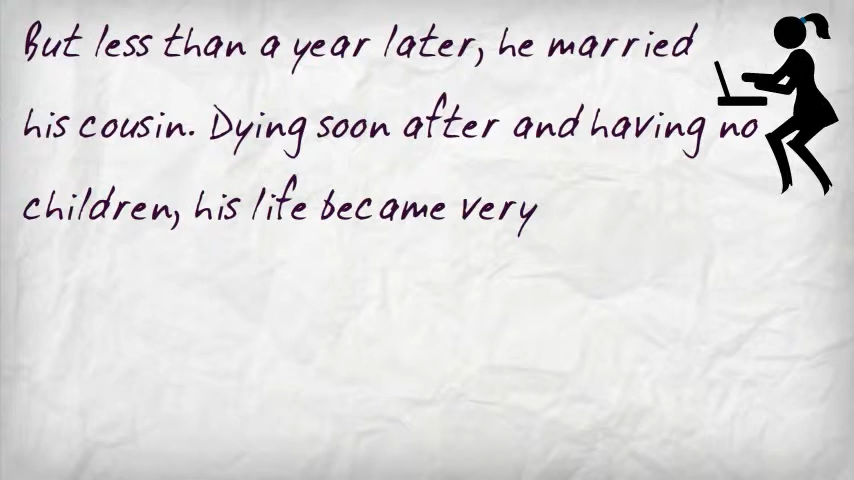 But less than a year later, he married
his cousin. Dying soon after and having no
children, his life became very